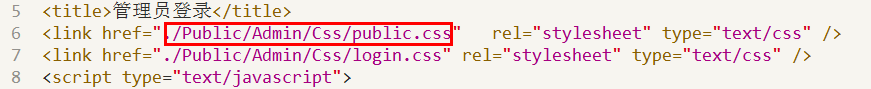 5 <title>管理员登录</title>
6 <link href="./Public/Admin/Css/public.css" rel="stylesheet" type="text/css" />
7 <link href="./Public/Admin/Css/login.css" rel="stylesheet" type="text/css" />
8 <script type="text/javascript">